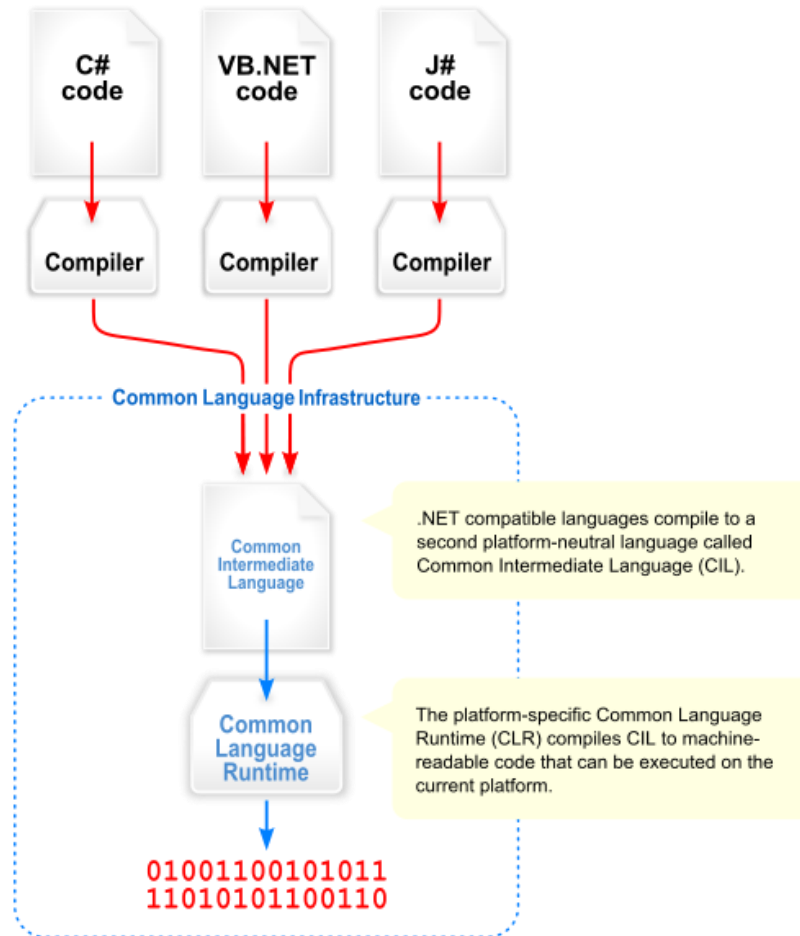 C#
code
VB.NET
code
J#
code
Compiler
Compiler
Compiler
Common Language Infrastructure
Common
Intermediate
Language
.NET compatible languages compile to a
second platform-neutral language called
Common Intermediate Language (CIL).
Common
Language
Runtime
The platform-specific Common Language
Runtime (CLR) compiles CIL to machine-
readable code that can be executed on the
current platform.
01001100101011
11010101100110